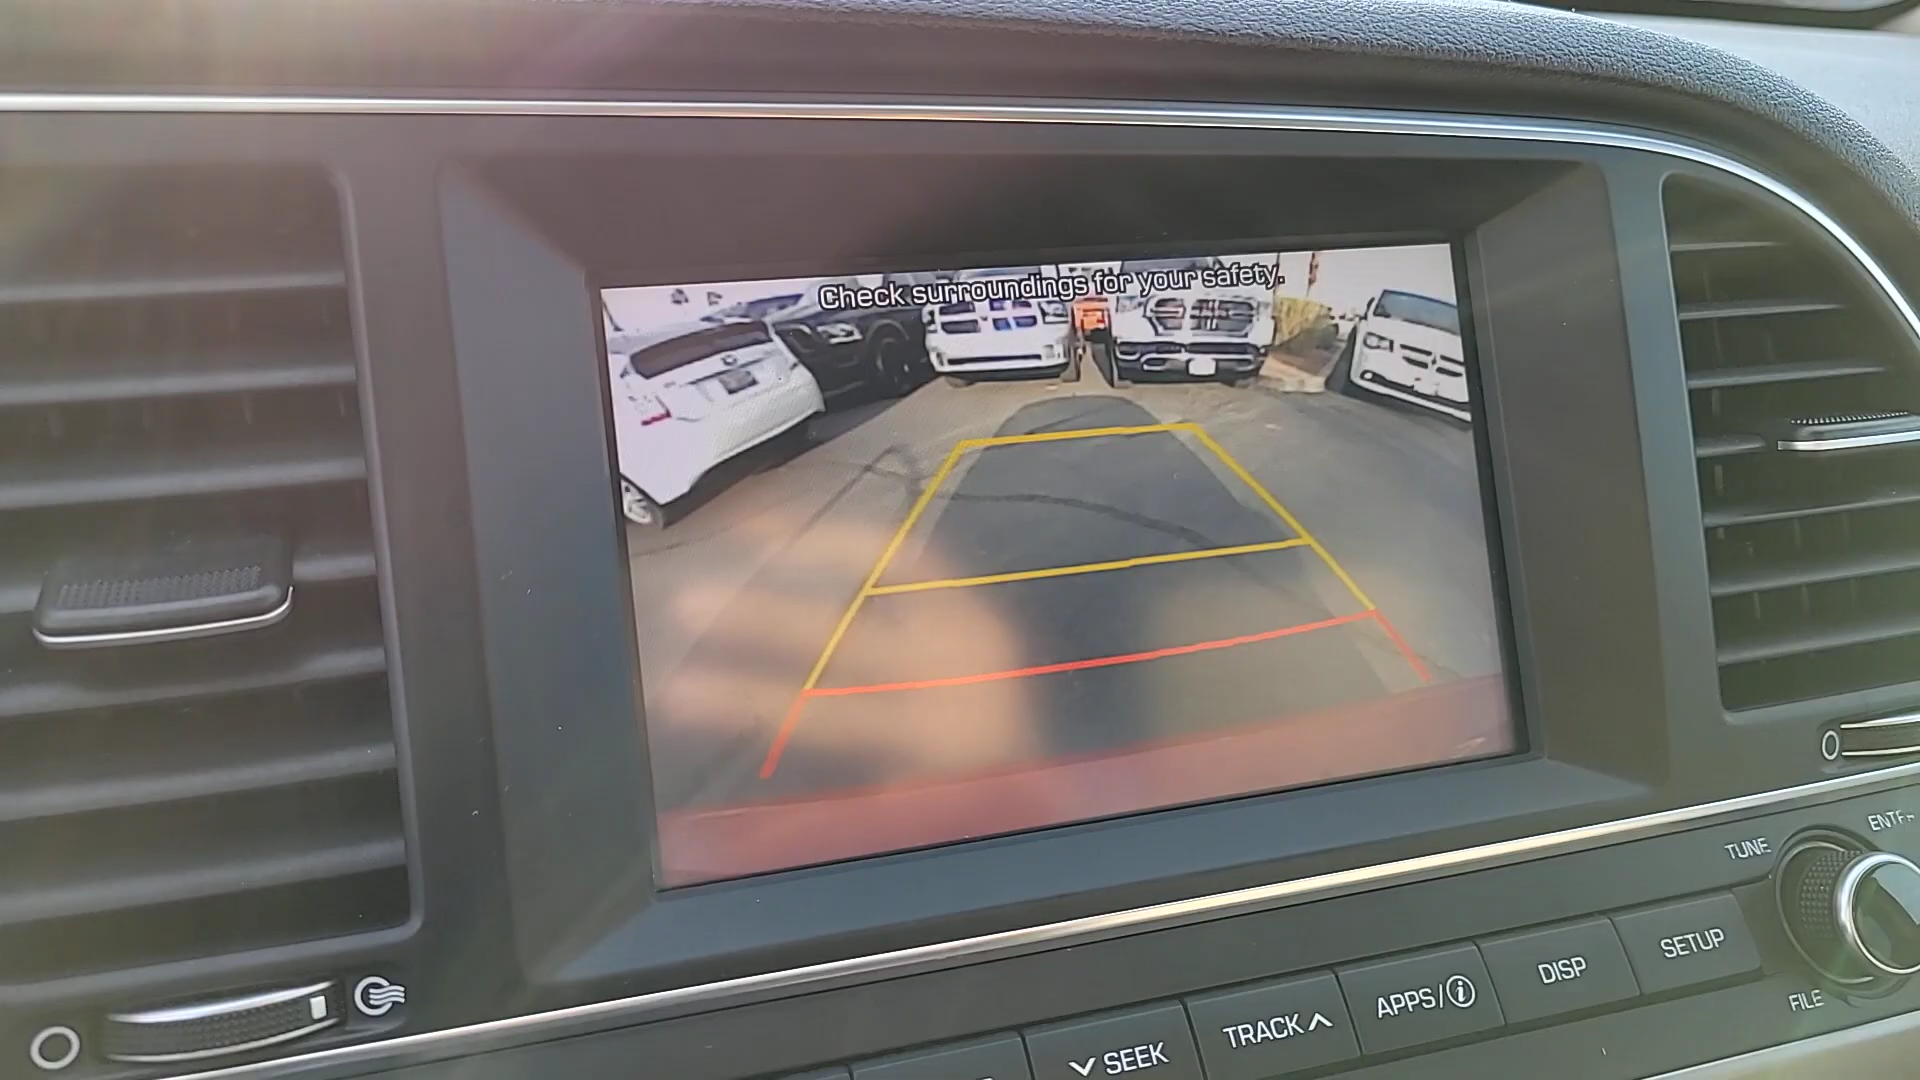 Check surroundings for your safety.
TUNE
ENTER
SETUP
DISP
APPS/i
TRACK ∧
∨ SEEK
FILE